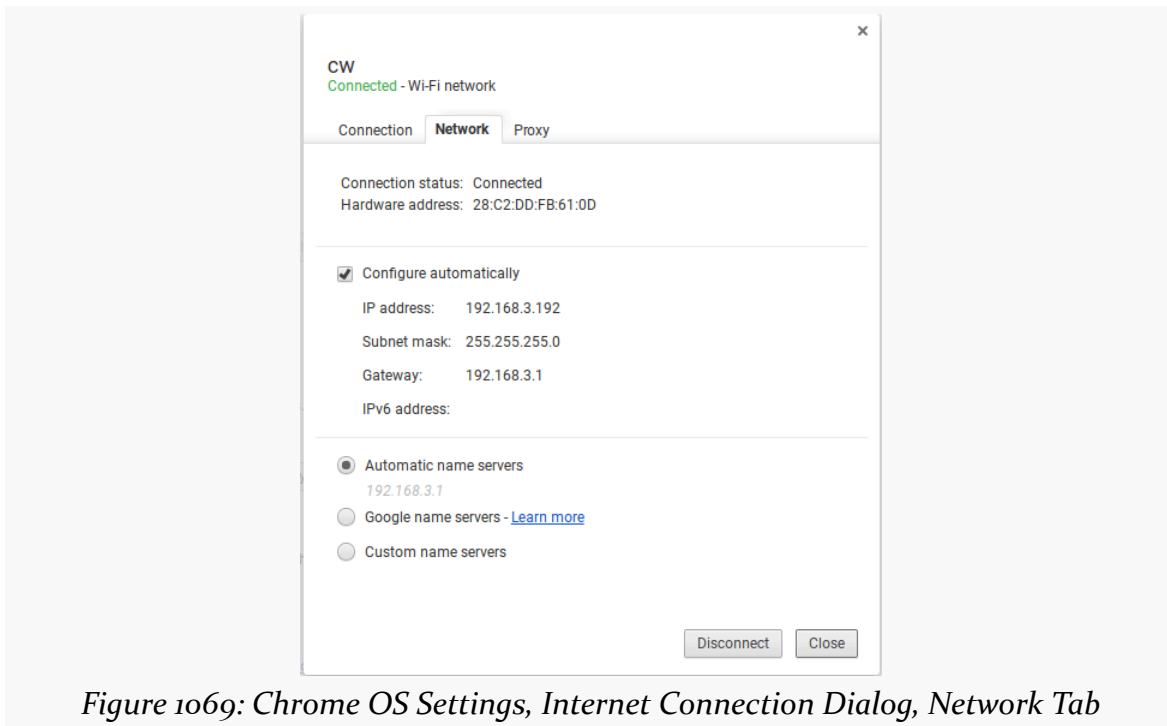 ×
CW
Connected - Wi-Fi network
Connection Network Proxy
Connection status: Connected
Hardware address: 28:C2:DD:FB:61:0D
Configure automatically
IP address: 192.168.3.192
Subnet mask: 255.255.255.0
Gateway: 192.168.3.1
IPv6 address:
Automatic name servers
192.168.3.1
Google name servers - Learn more
Custom name servers
Disconnect Close
Figure 1069: Chrome OS Settings, Internet Connection Dialog, Network Tab